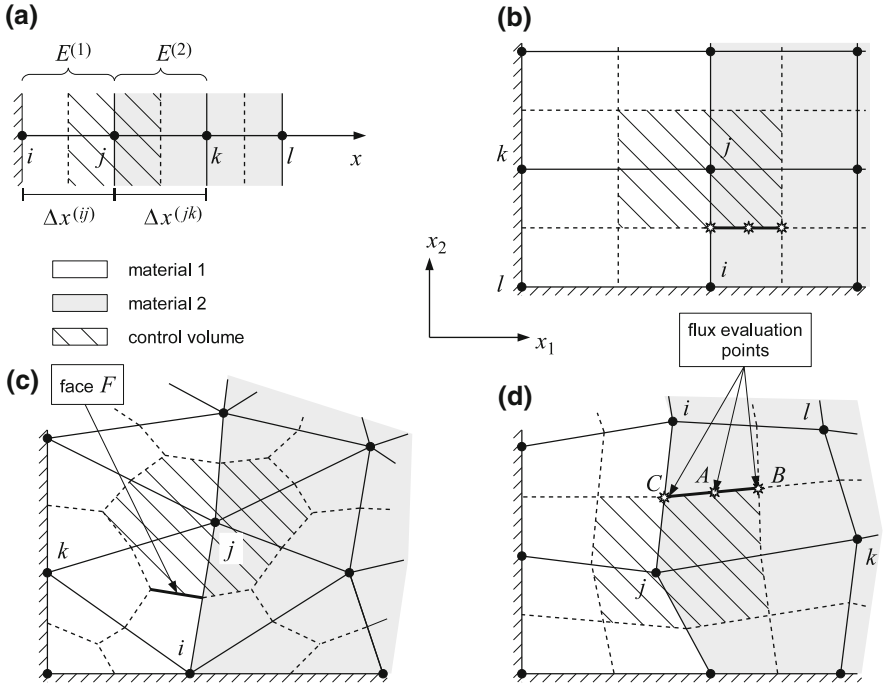 (a)
E(1) E(2)
i j k l x
Δx(ij) Δx(jk)
material 1
material 2
control volume
(b)
k j
l i
x2
x1
flux evaluation
points
(c)
face F
k j
i
(d)
i l
C A B
j k